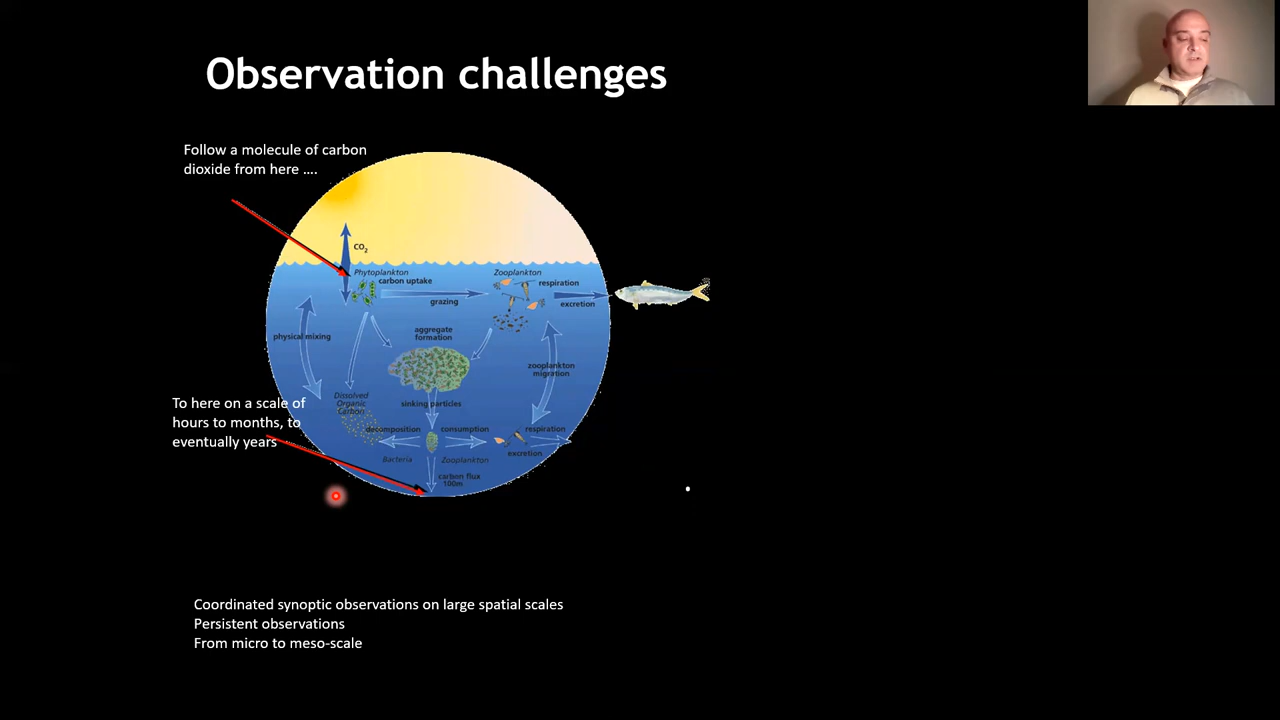 Observation challenges
Follow a molecule of carbon
dioxide from here ....
CO2
Phytoplankton
carbon uptake
Zooplankton
respiration
grazing
excretion
physical mixing
aggregate
formation
zooplankton
migration
Dissolved
Organic
Carbon
sinking particles
To here on a scale of
hours to months, to
eventually years
decomposition
consumption
respiration
Bacteria
Zooplankton
excretion
carbon flux
100m
Coordinated synoptic observations on large spatial scales
Persistent observations
From micro to meso-scale